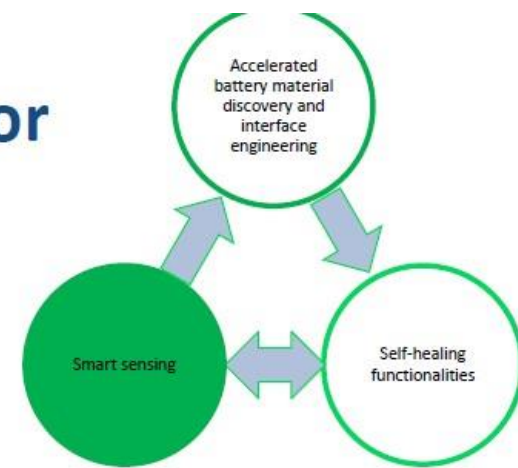 or
Accelerated
battery material
discovery and
interface
engineering
Smart sensing
Self-healing
functionalities